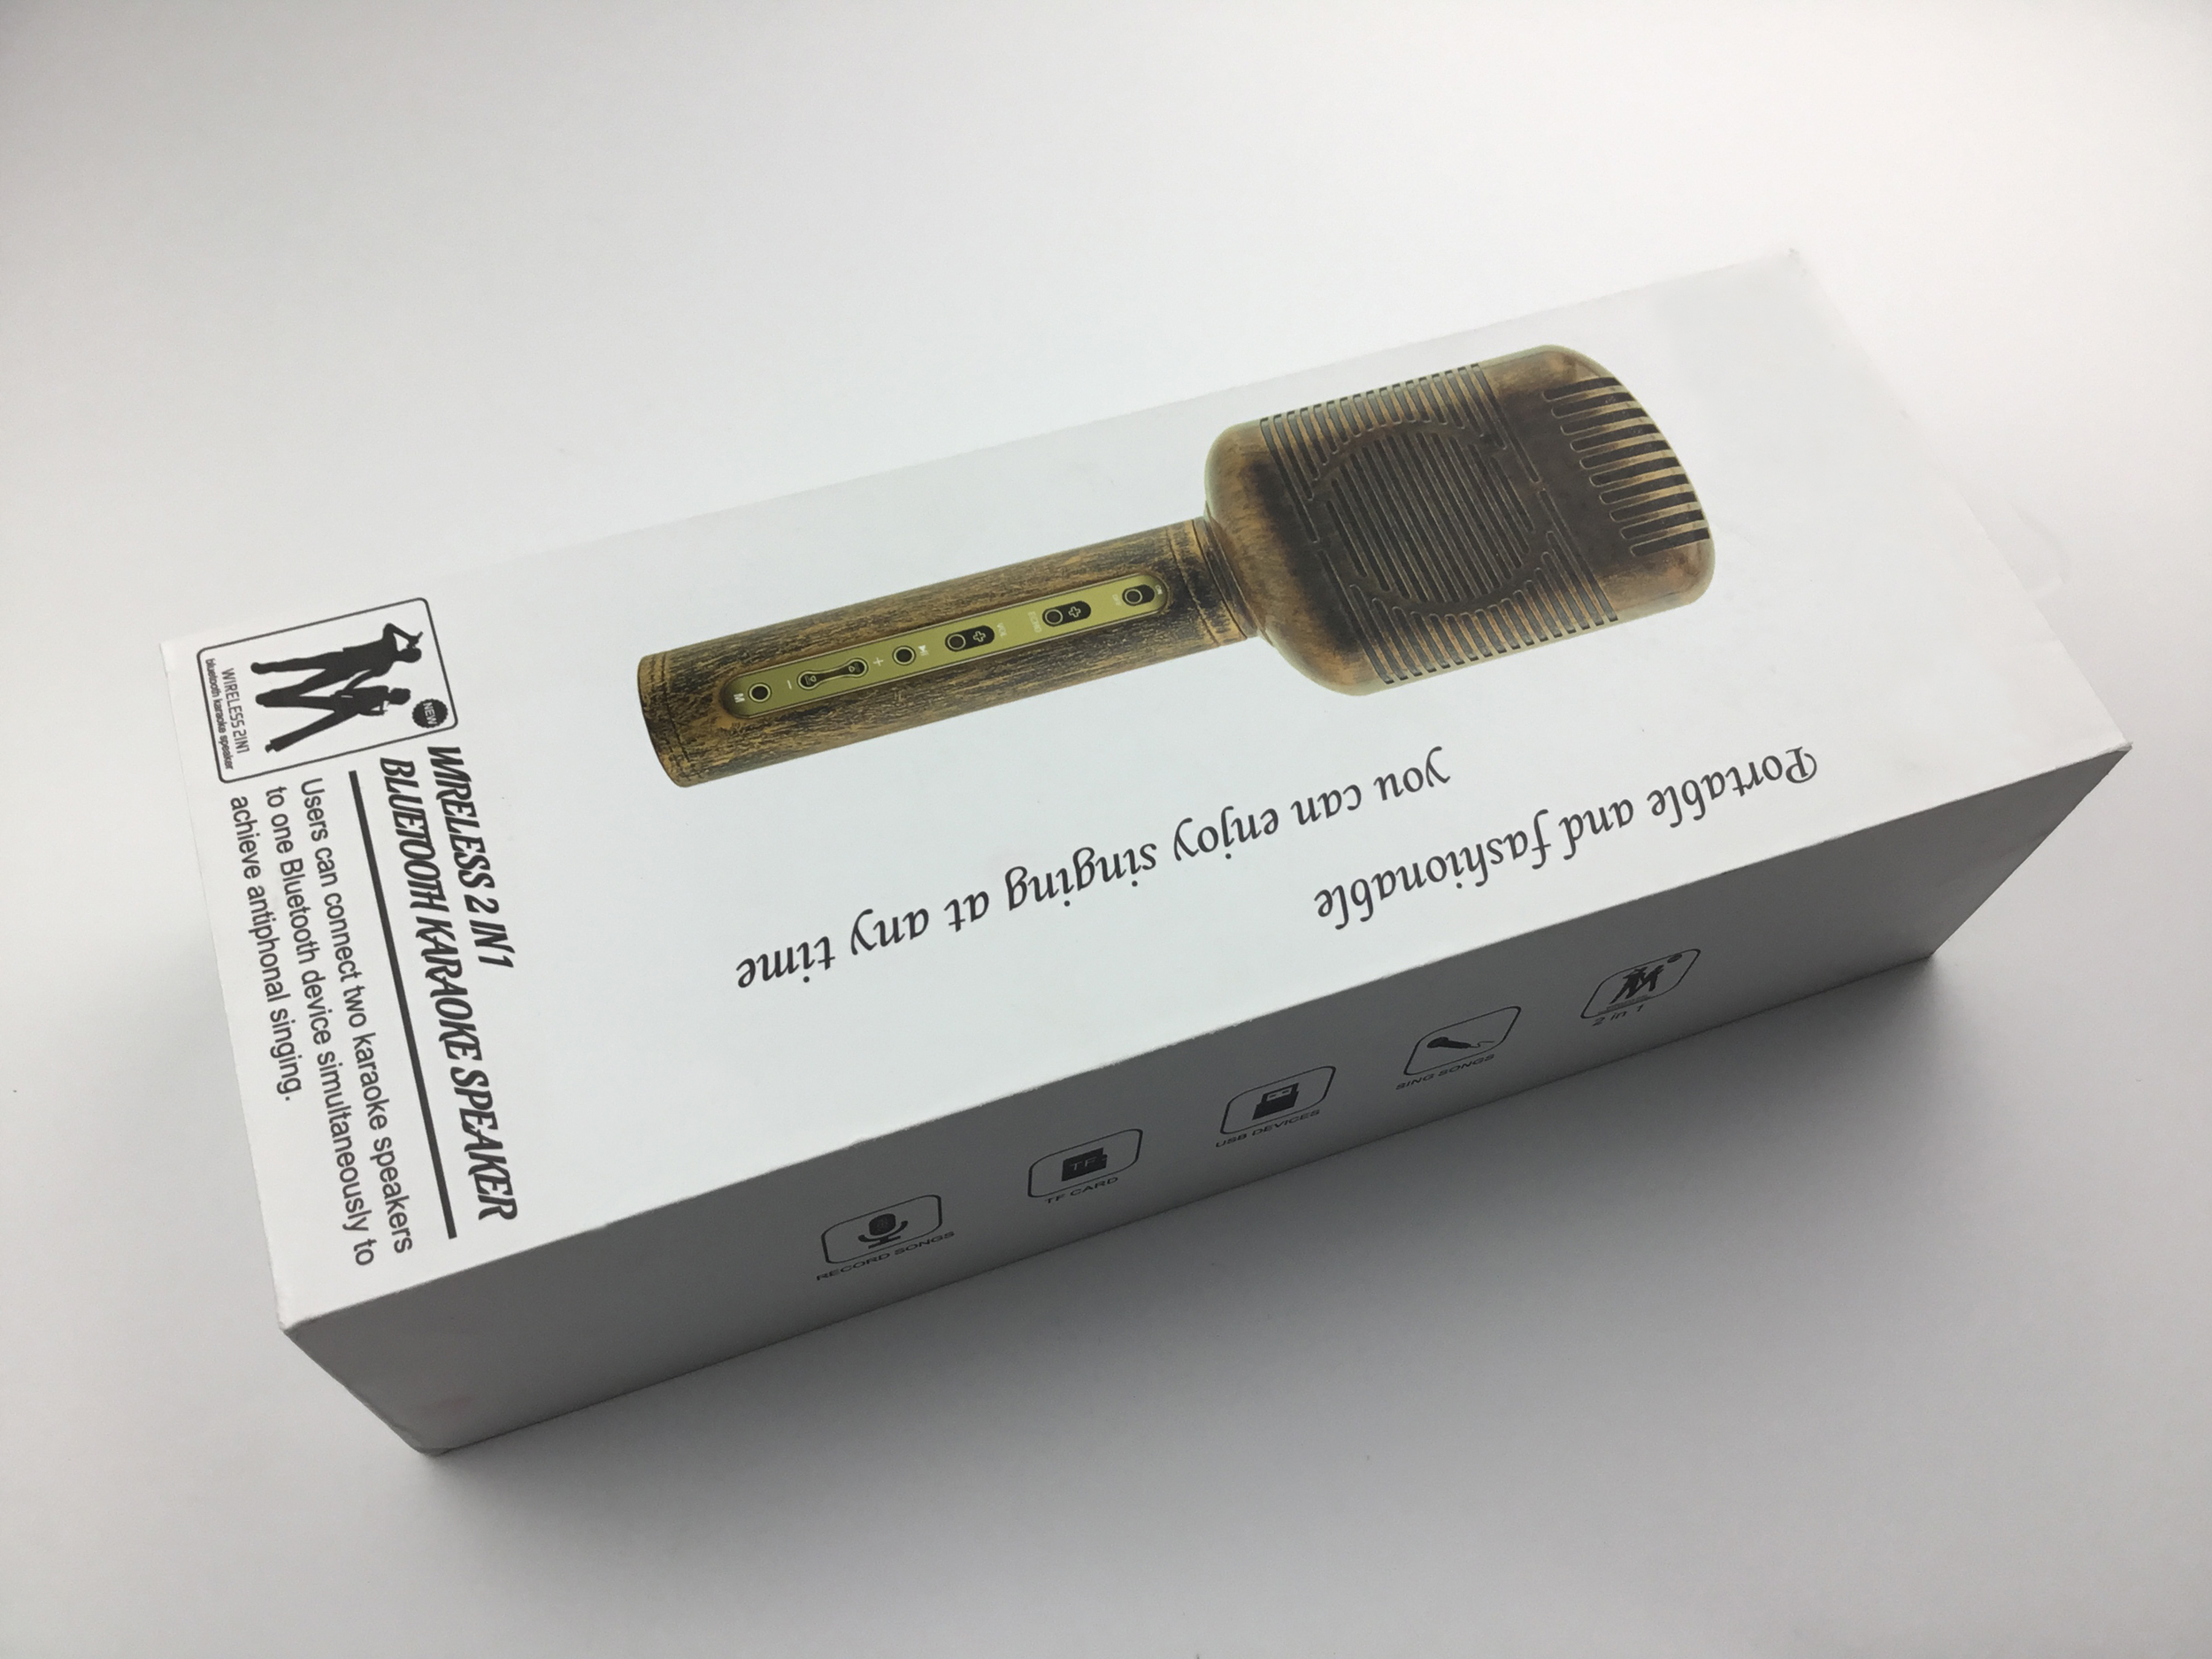 Portable and fashionable
you can enjoy singing at any time
ECHO
M
NEW
WIRELESS 2IN1
bluetooth karaoke speaker
WIRELESS 2 IN 1
BLUETOOTH KARAOKE SPEAKER
Users can connect two karaoke speakers
to one Bluetooth device simultaneously to
achieve antiphonal singing.
RECORD SONGS
TF
TF CARD
USB DEVICES
SING SONGS
2 in 1